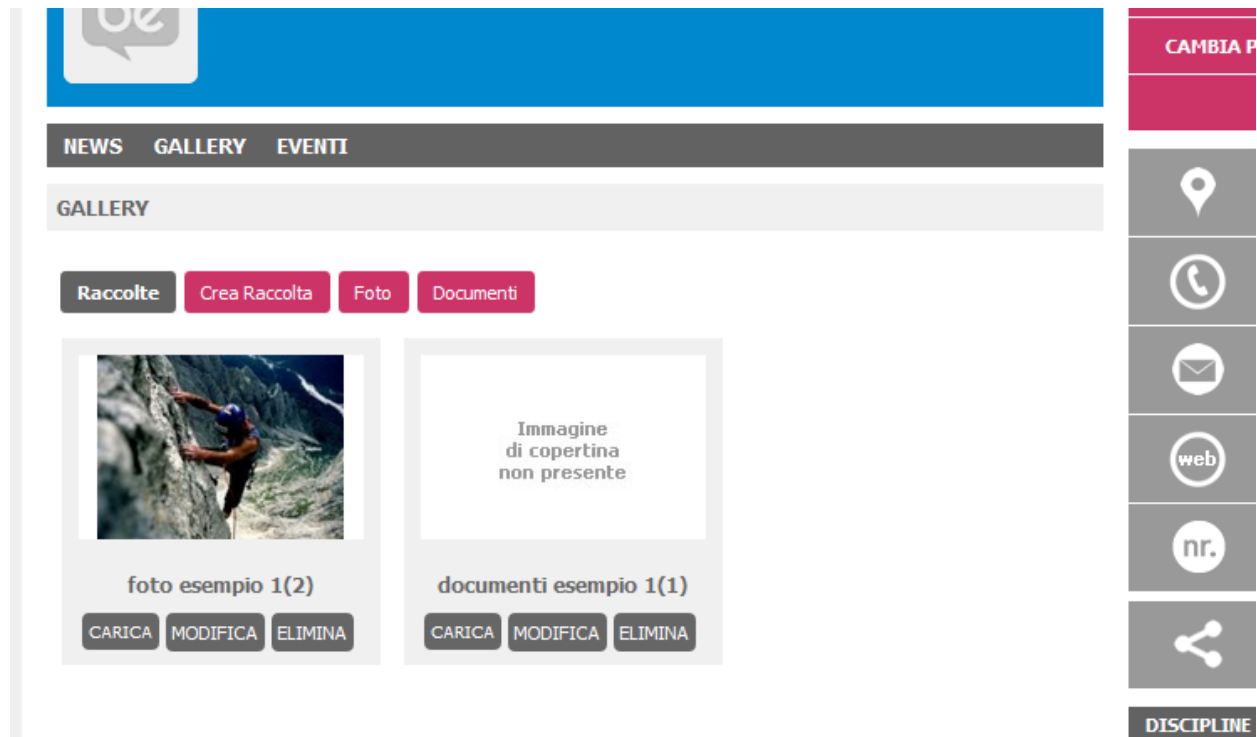 be
CAMBIA P
NEWS GALLERY EVENTI
GALLERY
Raccolte Crea Raccolta Foto Documenti
Immagine
di copertina
non presente
foto esempio 1(2)
documenti esempio 1(1)
CARICA MODIFICA ELIMINA
CARICA MODIFICA ELIMINA
web
nr.
DISCIPLINE